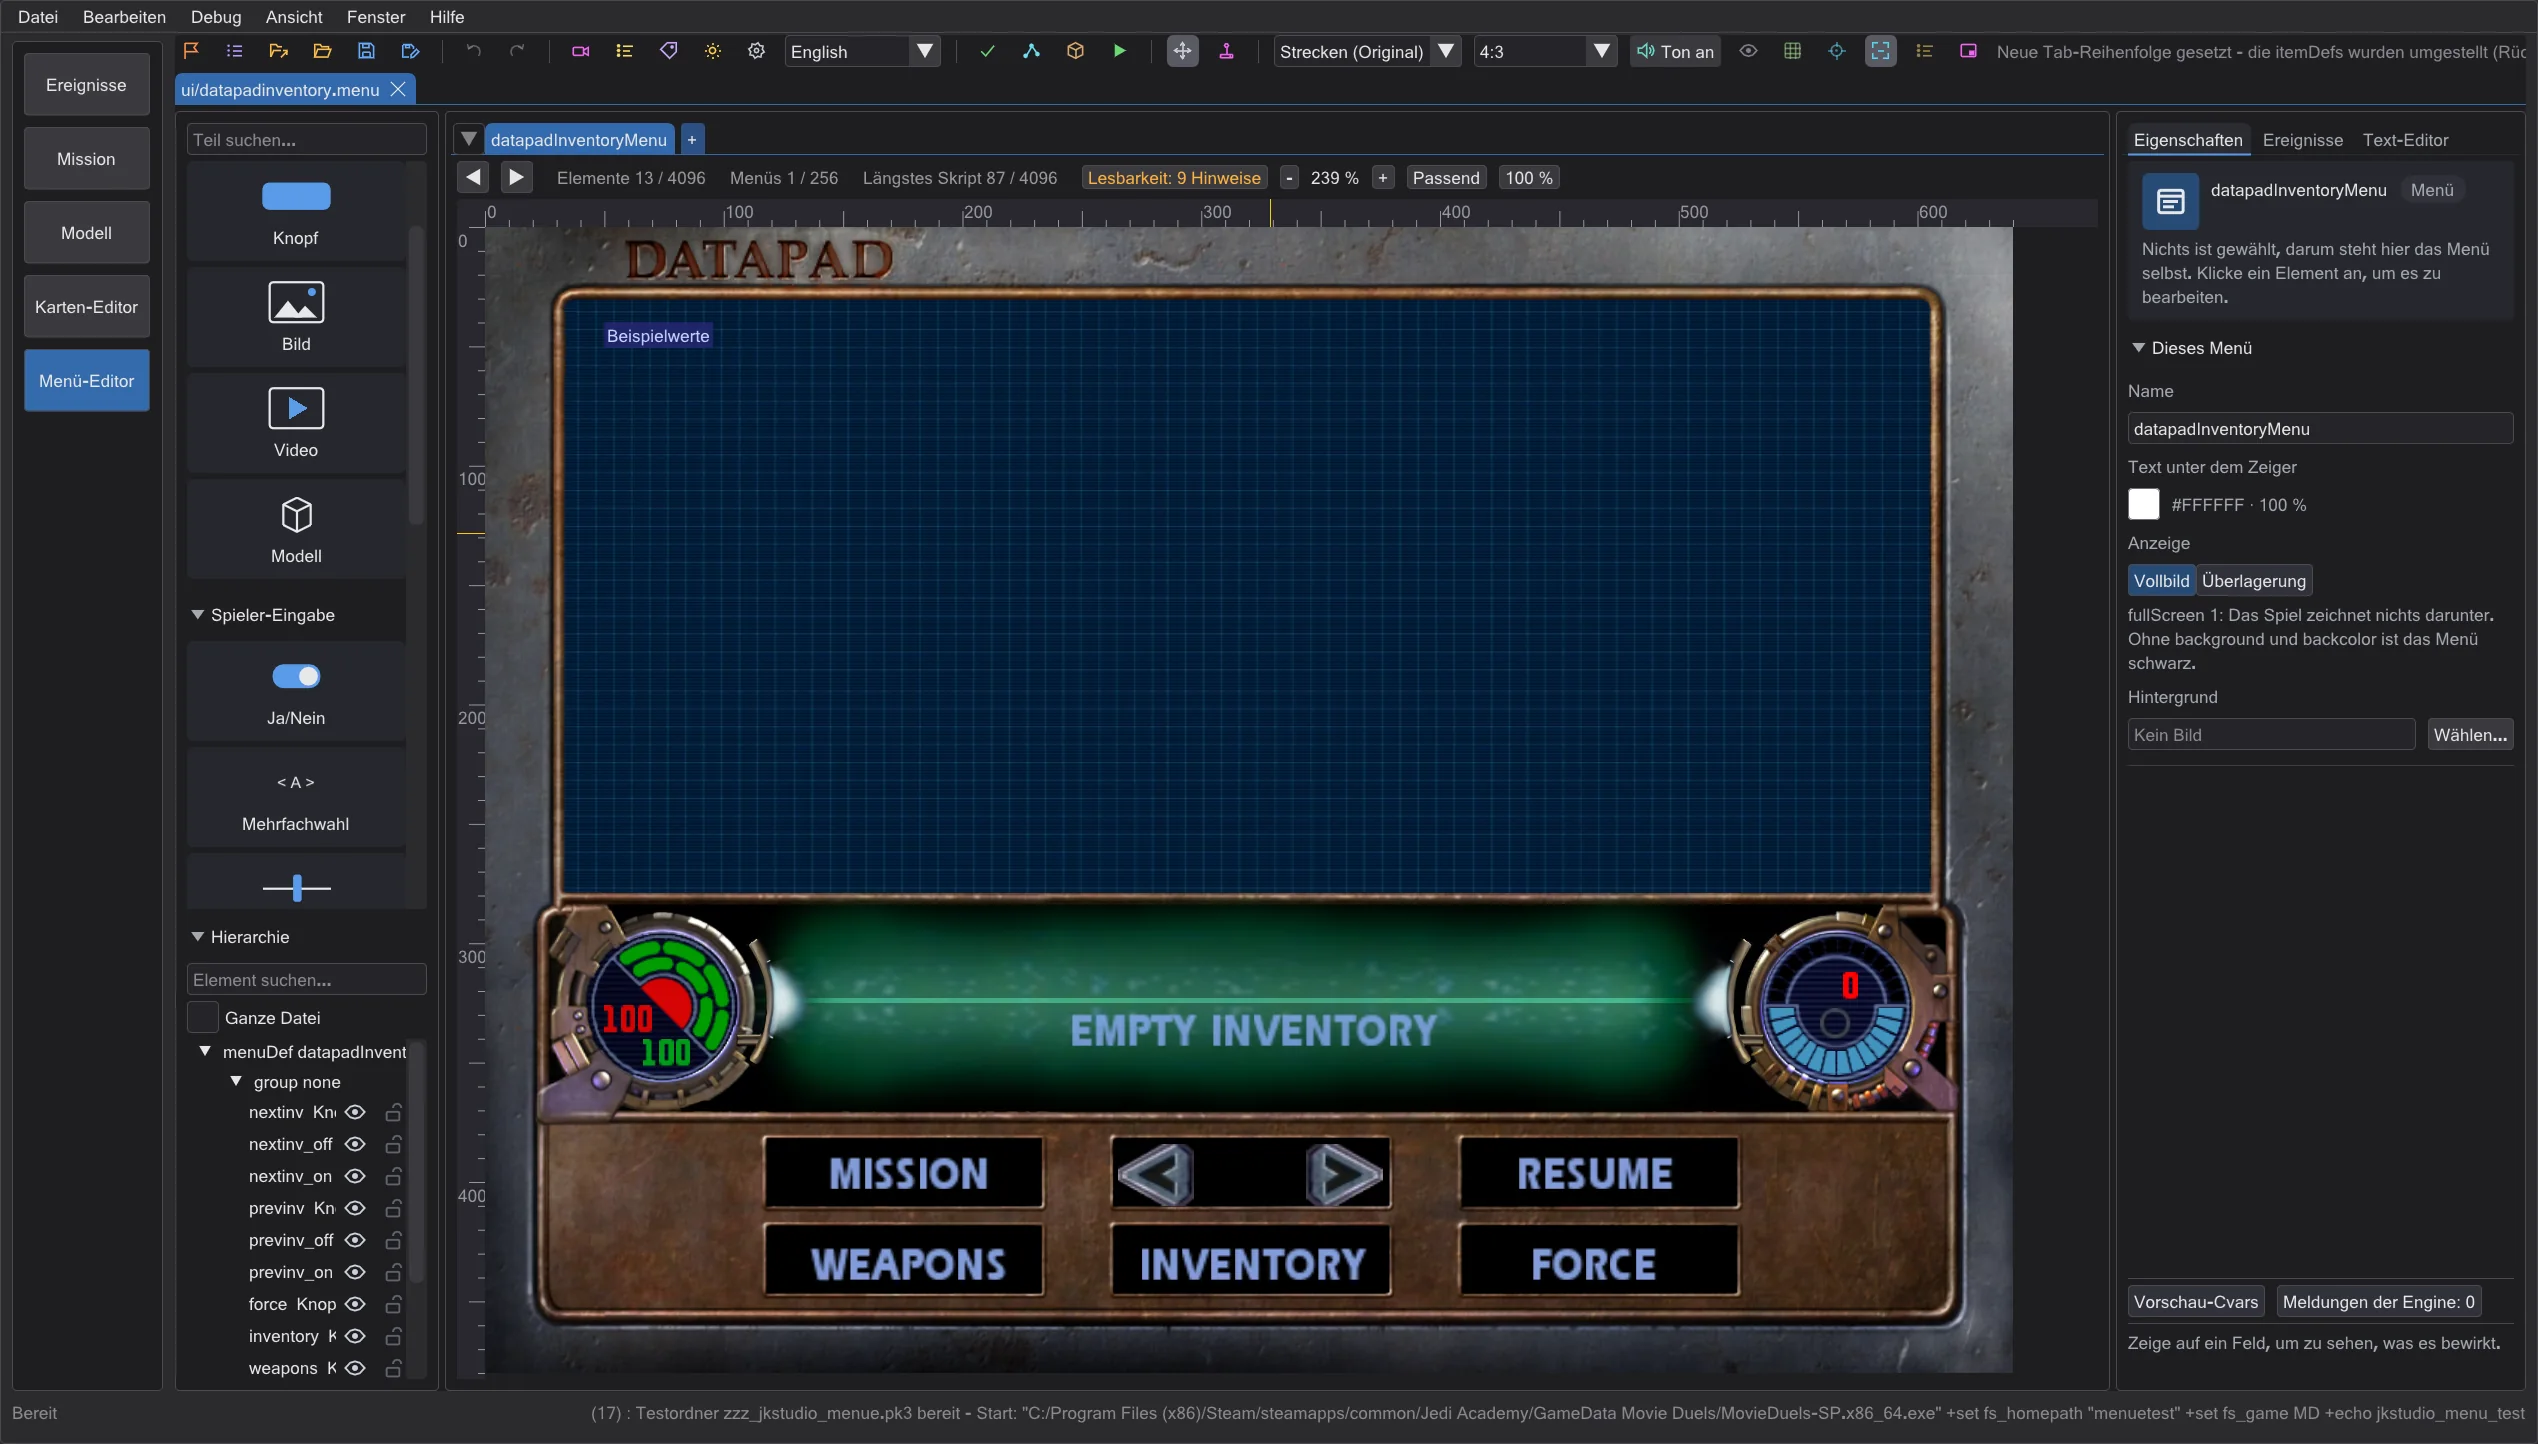 Datei Bearbeiten Debug Ansicht Fenster Hilfe
English
Strecken (Original)
4:3
Ton an
Neue Tab-Reihenfolge gesetzt - die itemDefs wurden umgestellt (Rüc
Ereignisse
Mission
Modell
Karten-Editor
Menü-Editor
ui/datapadinventory.menu
Teil suchen...
Knopf
Bild
Video
Modell
Spieler-Eingabe
Ja/Nein
< A >
Mehrfachwahl
Hierarchie
Element suchen...
Ganze Datei
menuDef datapadInvent
group none
nextinv Kn
nextinv_off
nextinv_on
previnv Kn
previnv_off
previnv_on
force Knop
inventory K
weapons K
datapadInventoryMenu +
Elemente 13 / 4096 Menüs 1 / 256 Längstes Skript 87 / 4096 Lesbarkeit: 9 Hinweise - 239 % + Passend 100 %
0 100 200 300 400 500 600
0
100
200
300
400
DATAPAD
Beispielwerte
100
100
0
EMPTY INVENTORY
MISSION RESUME
WEAPONS INVENTORY FORCE
Eigenschaften Ereignisse Text-Editor
datapadInventoryMenu Menü
Nichts ist gewählt, darum steht hier das Menü
selbst. Klicke ein Element an, um es zu
bearbeiten.
Dieses Menü
Name
datapadInventoryMenu
Text unter dem Zeiger
#FFFFFF · 100 %
Anzeige
Vollbild Überlagerung
fullScreen 1: Das Spiel zeichnet nichts darunter.
Ohne background und backcolor ist das Menü
schwarz.
Hintergrund
Kein Bild Wählen...
Vorschau-Cvars Meldungen der Engine: 0
Zeige auf ein Feld, um zu sehen, was es bewirkt.
Bereit
(17) : Testordner zzz_jkstudio_menue.pk3 bereit - Start: "C:/Program Files (x86)/Steam/steamapps/common/Jedi Academy/GameData Movie Duels/MovieDuels-SP.x86_64.exe" +set fs_homepath "menuetest" +set fs_game MD +echo jkstudio_menu_test